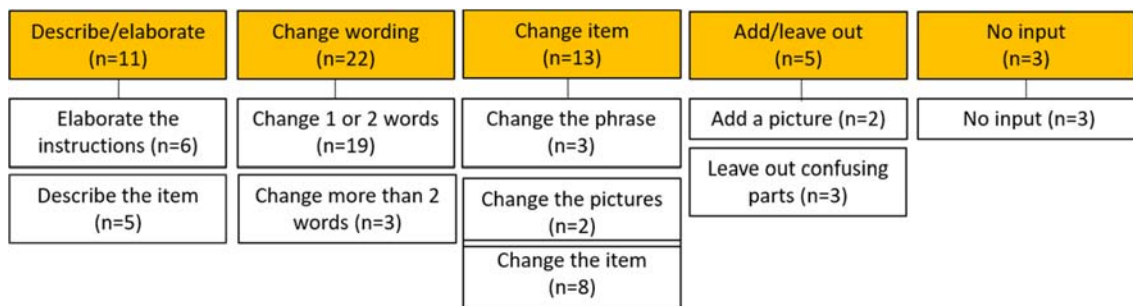 Describe/elaborate
(n=11)
Elaborate the
instructions (n=6)
Describe the item
(n=5)
Change wording
(n=22)
Change 1 or 2 words
(n=19)
Change more than 2
words (n=3)
Change item
(n=13)
Change the phrase
(n=3)
Change the pictures
(n=2)
Change the item
(n=8)
Add/leave out
(n=5)
Add a picture (n=2)
Leave out confusing
parts (n=3)
No input
(n=3)
No input (n=3)